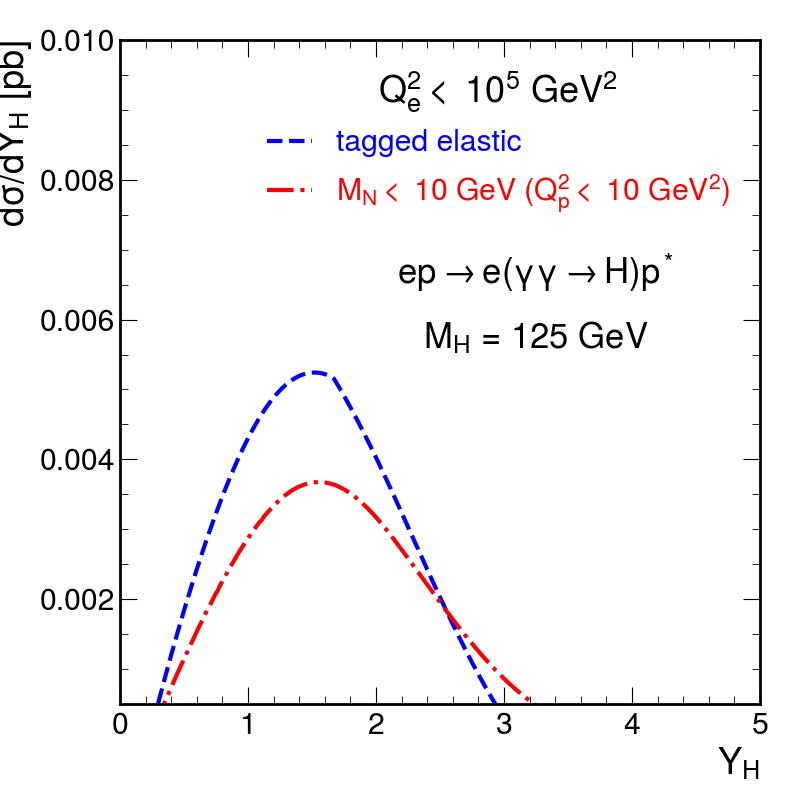 dσ/dY_H [pb]
0.010
0.008
0.006
0.004
0.002
Q_e^2 < 10^5 GeV^2
tagged elastic
M_N < 10 GeV (Q_p^2 < 10 GeV^2)
ep → e(γγ → H)p^*
M_H = 125 GeV
0 1 2 3 4 5
Y_H